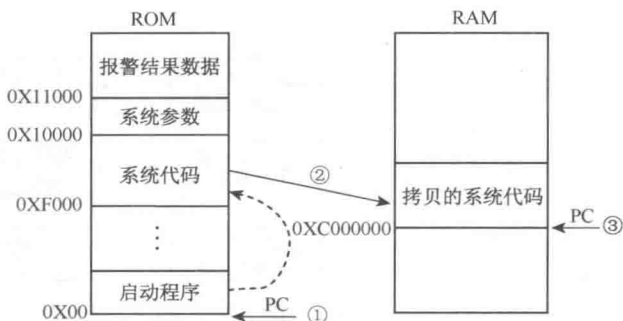 ROM
RAM
报警结果数据
0X11000
系统参数
0X10000
系统代码
②
0XF000
拷贝的系统代码
0XC000000
PC
③
⋮
启动程序
0X00
PC
①